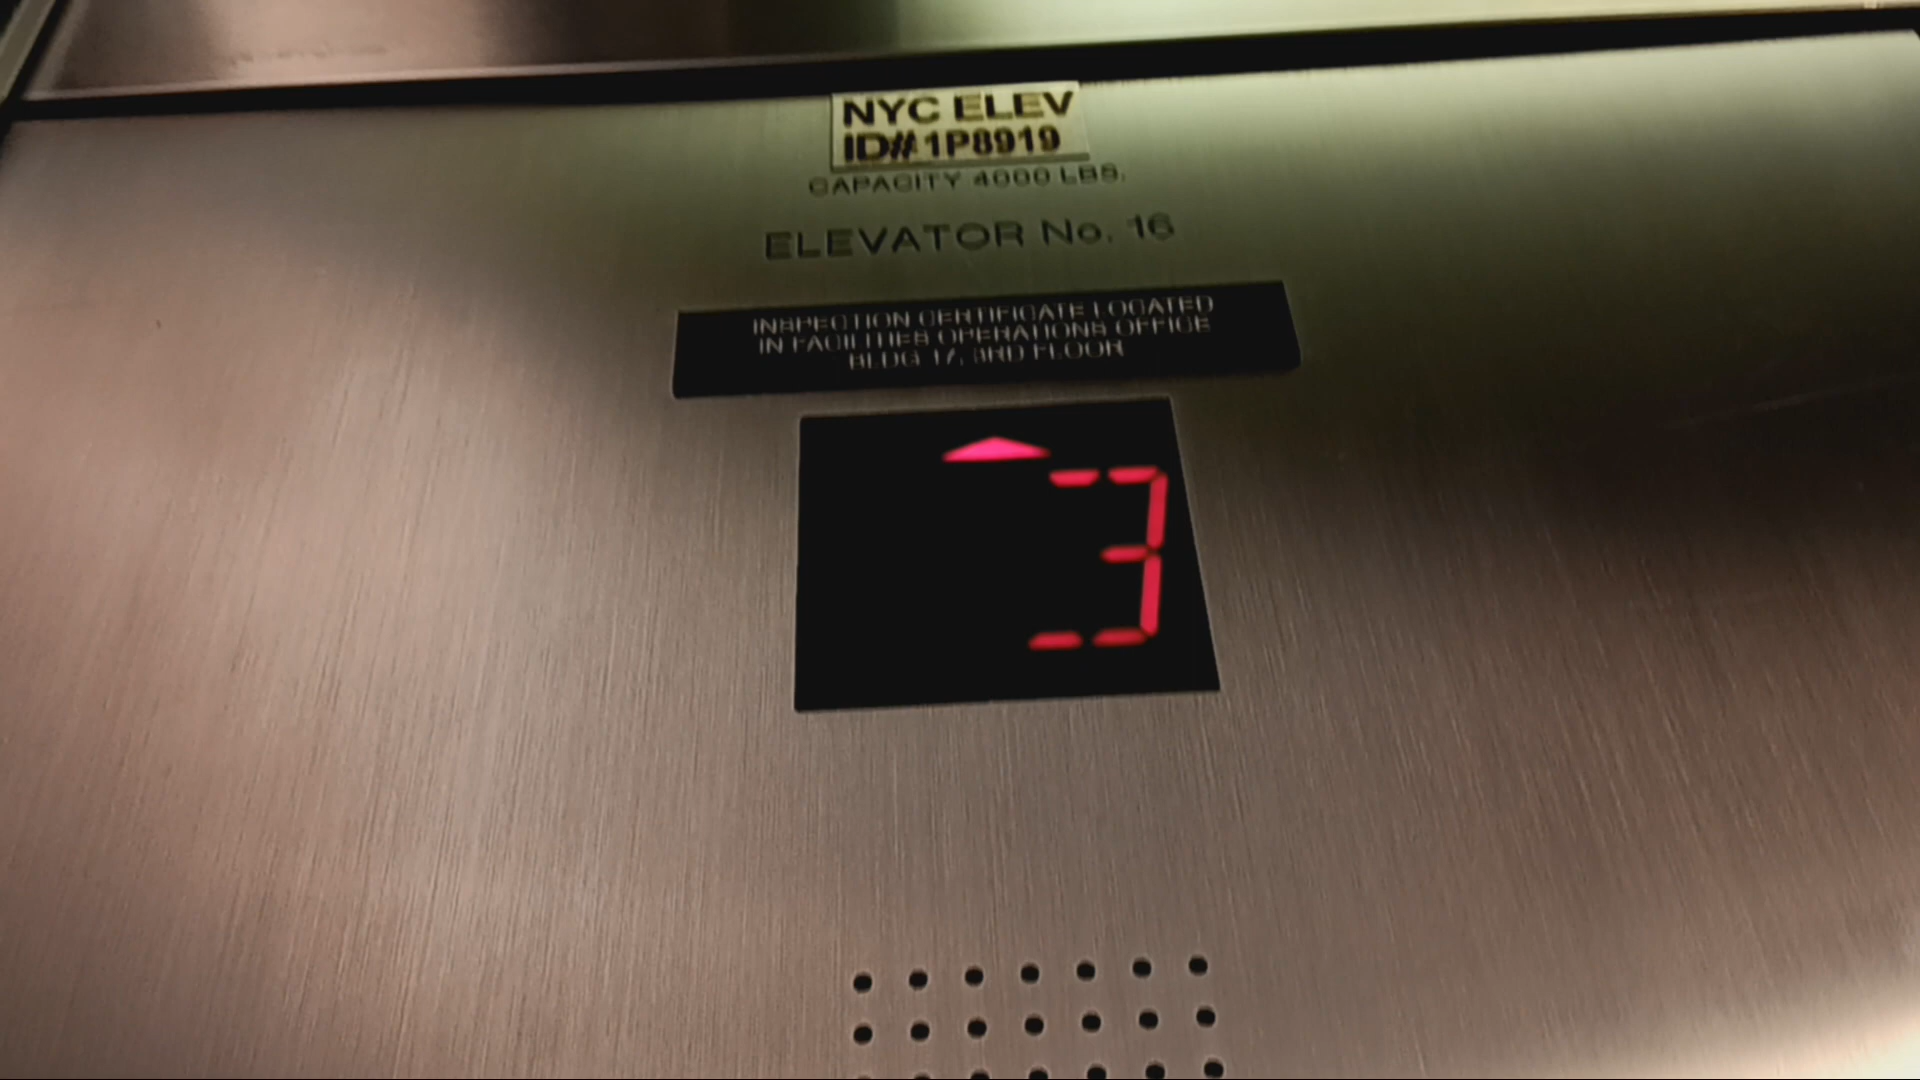 NYC ELEV
ID# 1P8919
CAPACITY 4000 LBS.
ELEVATOR No. 16
INSPECTION CERTIFICATE LOCATED
IN FACILITIES OPERATIONS OFFICE
BLDG 17, 3RD FLOOR
3